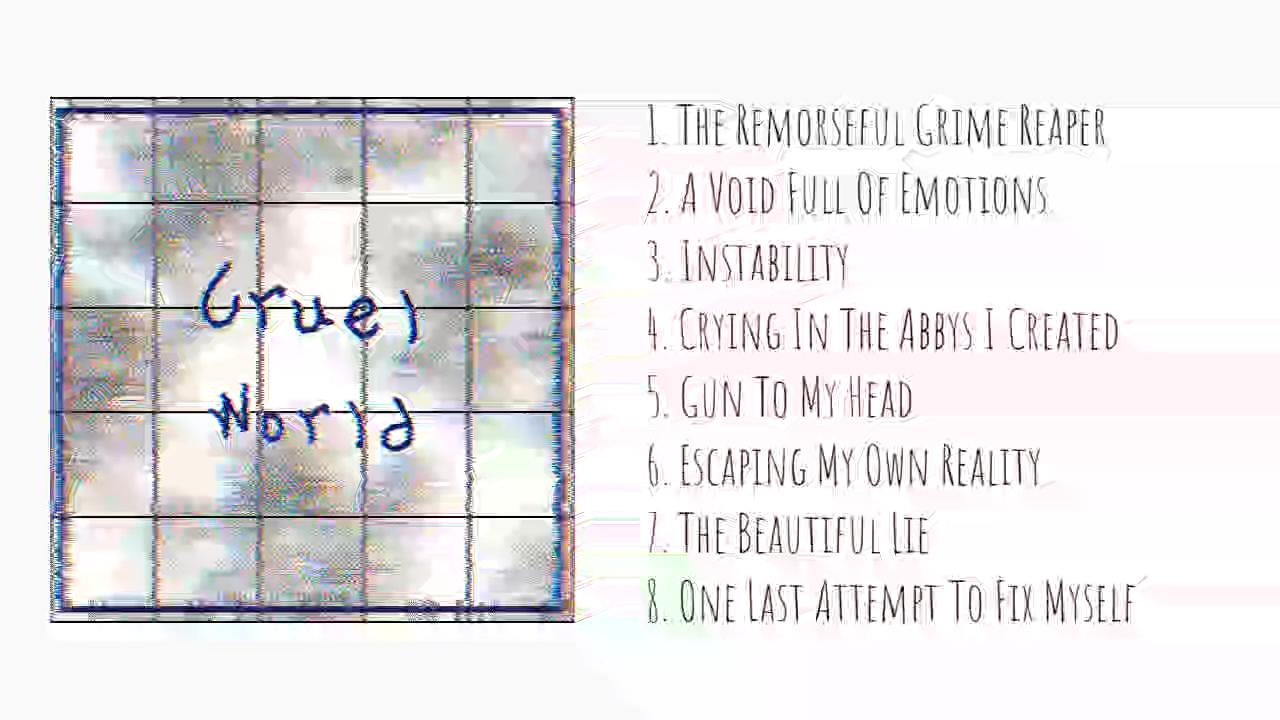 Cruel
World
1. The Remorseful Grime Reaper
2. A Void Full Of Emotions
3. Instability
4. Crying In The Abbys I Created
5. Gun To My Head
6. Escaping My Own Reality
7. The Beautiful Lie
8. One Last Attempt To Fix Myself